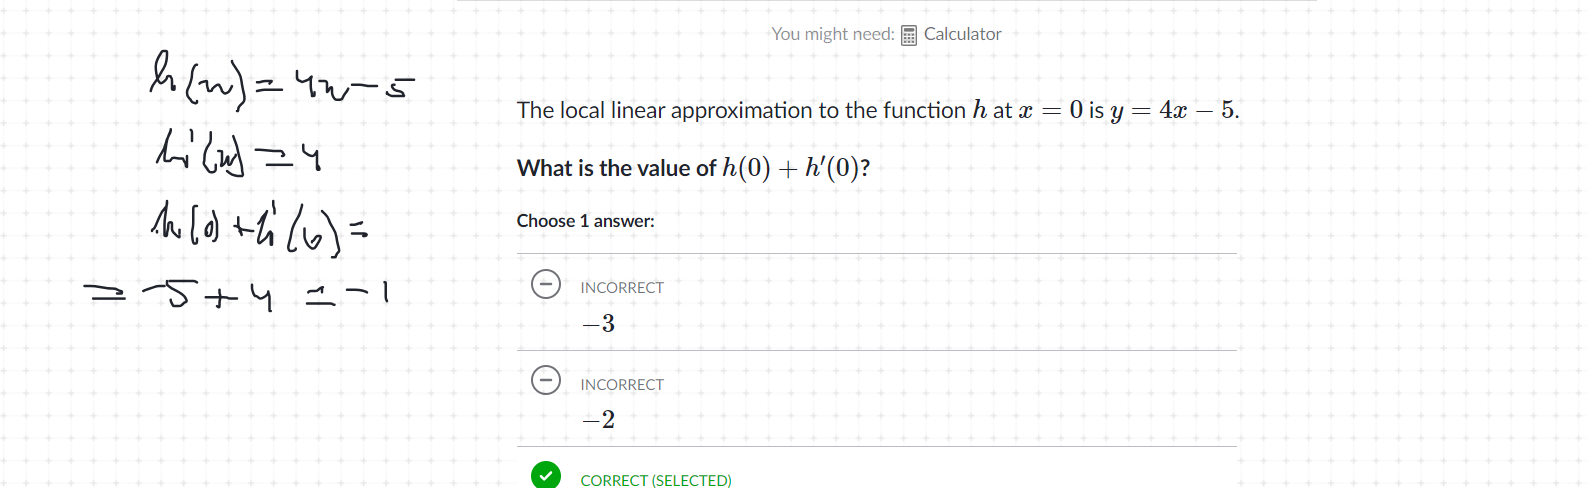 You might need: Calculator
h(x) = 4x - 5
h'(x) = 4
h(0) + h'(0) =
= -5 + 4 = -1
The local linear approximation to the function h at x = 0 is y = 4x − 5.
What is the value of h(0) + h′(0)?
Choose 1 answer:
INCORRECT
−3
INCORRECT
−2
CORRECT (SELECTED)